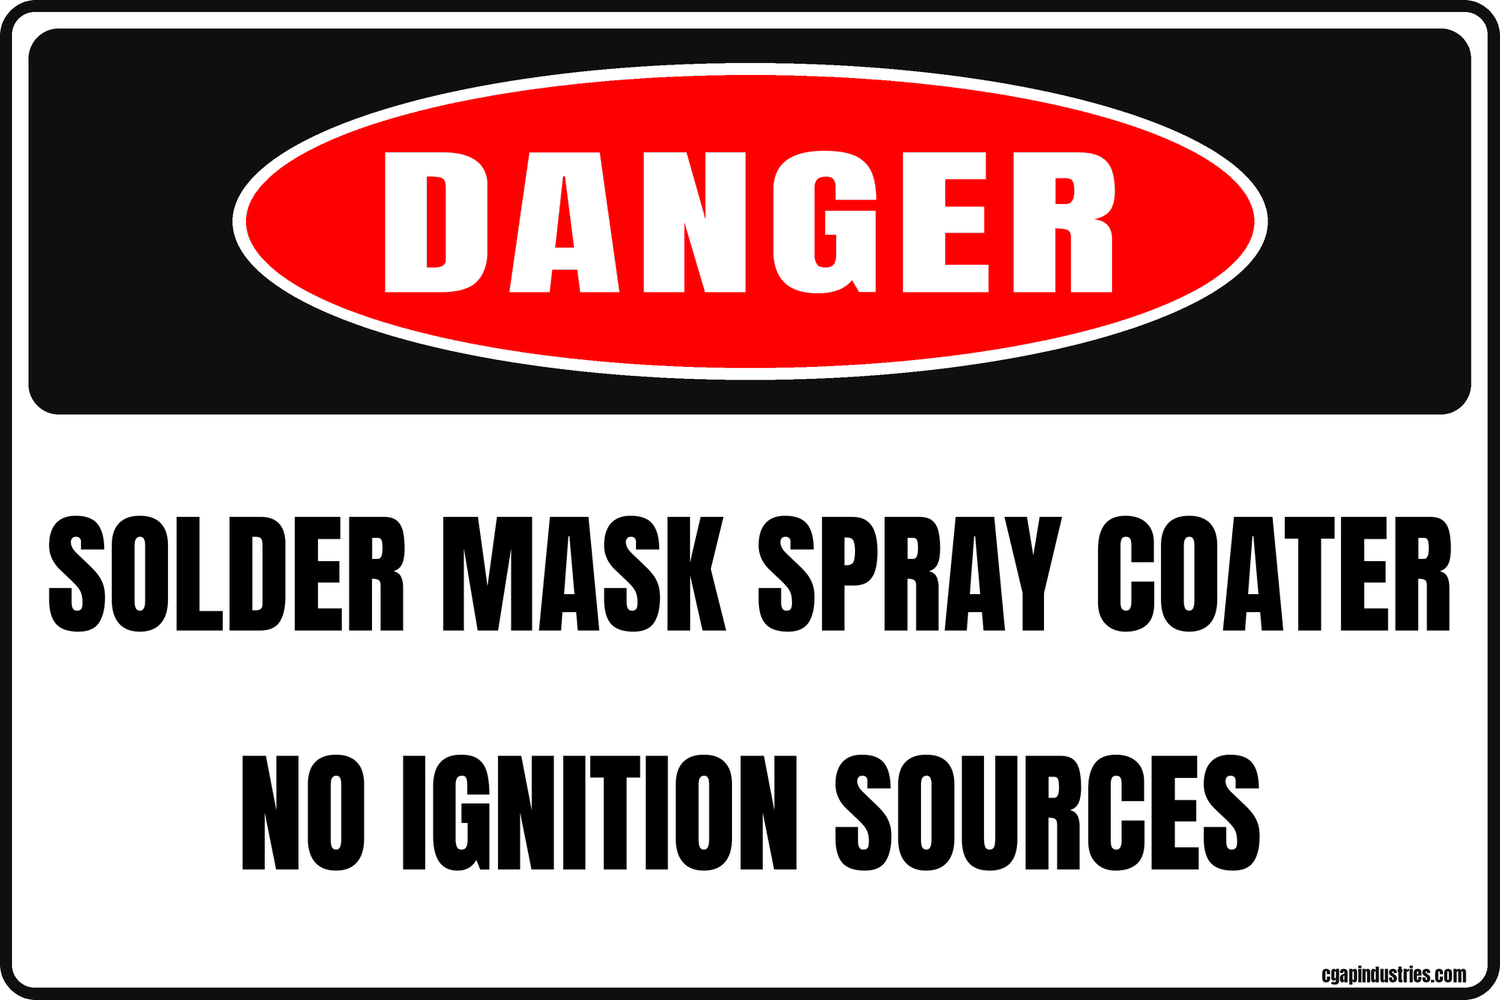 DANGER
SOLDER MASK SPRAY COATER
NO IGNITION SOURCES
cgapindustries.com